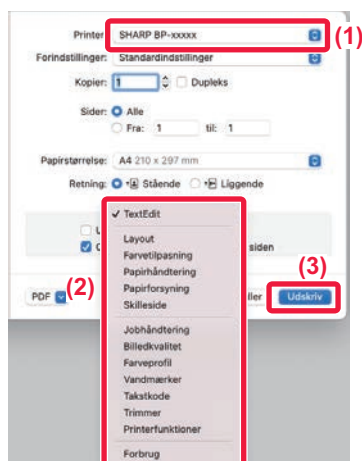 Printer: SHARP BP-xxxxx (1)
Forindstillinger: Standardindstillinger
Kopier: 1 Dupleks
Sider: Alle
Fra: 1 til: 1
Papirstørrelse: A4 210 x 297 mm
Retning: Stående Liggende
✓ TextEdit
Layout
siden
Farvetilpasning
Papirhåndtering
(3)
Papirforsyning
PDF (2) ller Udskriv
Skilleside
Jobhåndtering
Billedkvalitet
Farveprofil
Vandmærker
Takstkode
Trimmer
Printerfunktioner
Forbrug